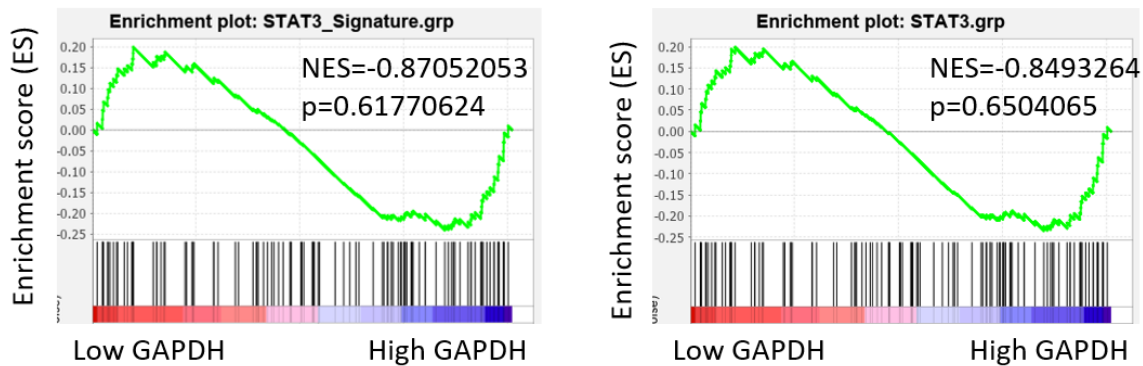 Enrichment plot: STAT3_Signature.grp
Enrichment score (ES)
0.20
0.15
0.10
0.05
0.00
-0.05
-0.10
-0.15
-0.20
-0.25
NES=-0.87052053
p=0.61770624
Low GAPDH
High GAPDH
Enrichment plot: STAT3.grp
Enrichment score (ES)
0.20
0.15
0.10
0.05
0.00
-0.05
-0.10
-0.15
-0.20
-0.25
NES=-0.8493264
p=0.6504065
Low GAPDH
High GAPDH